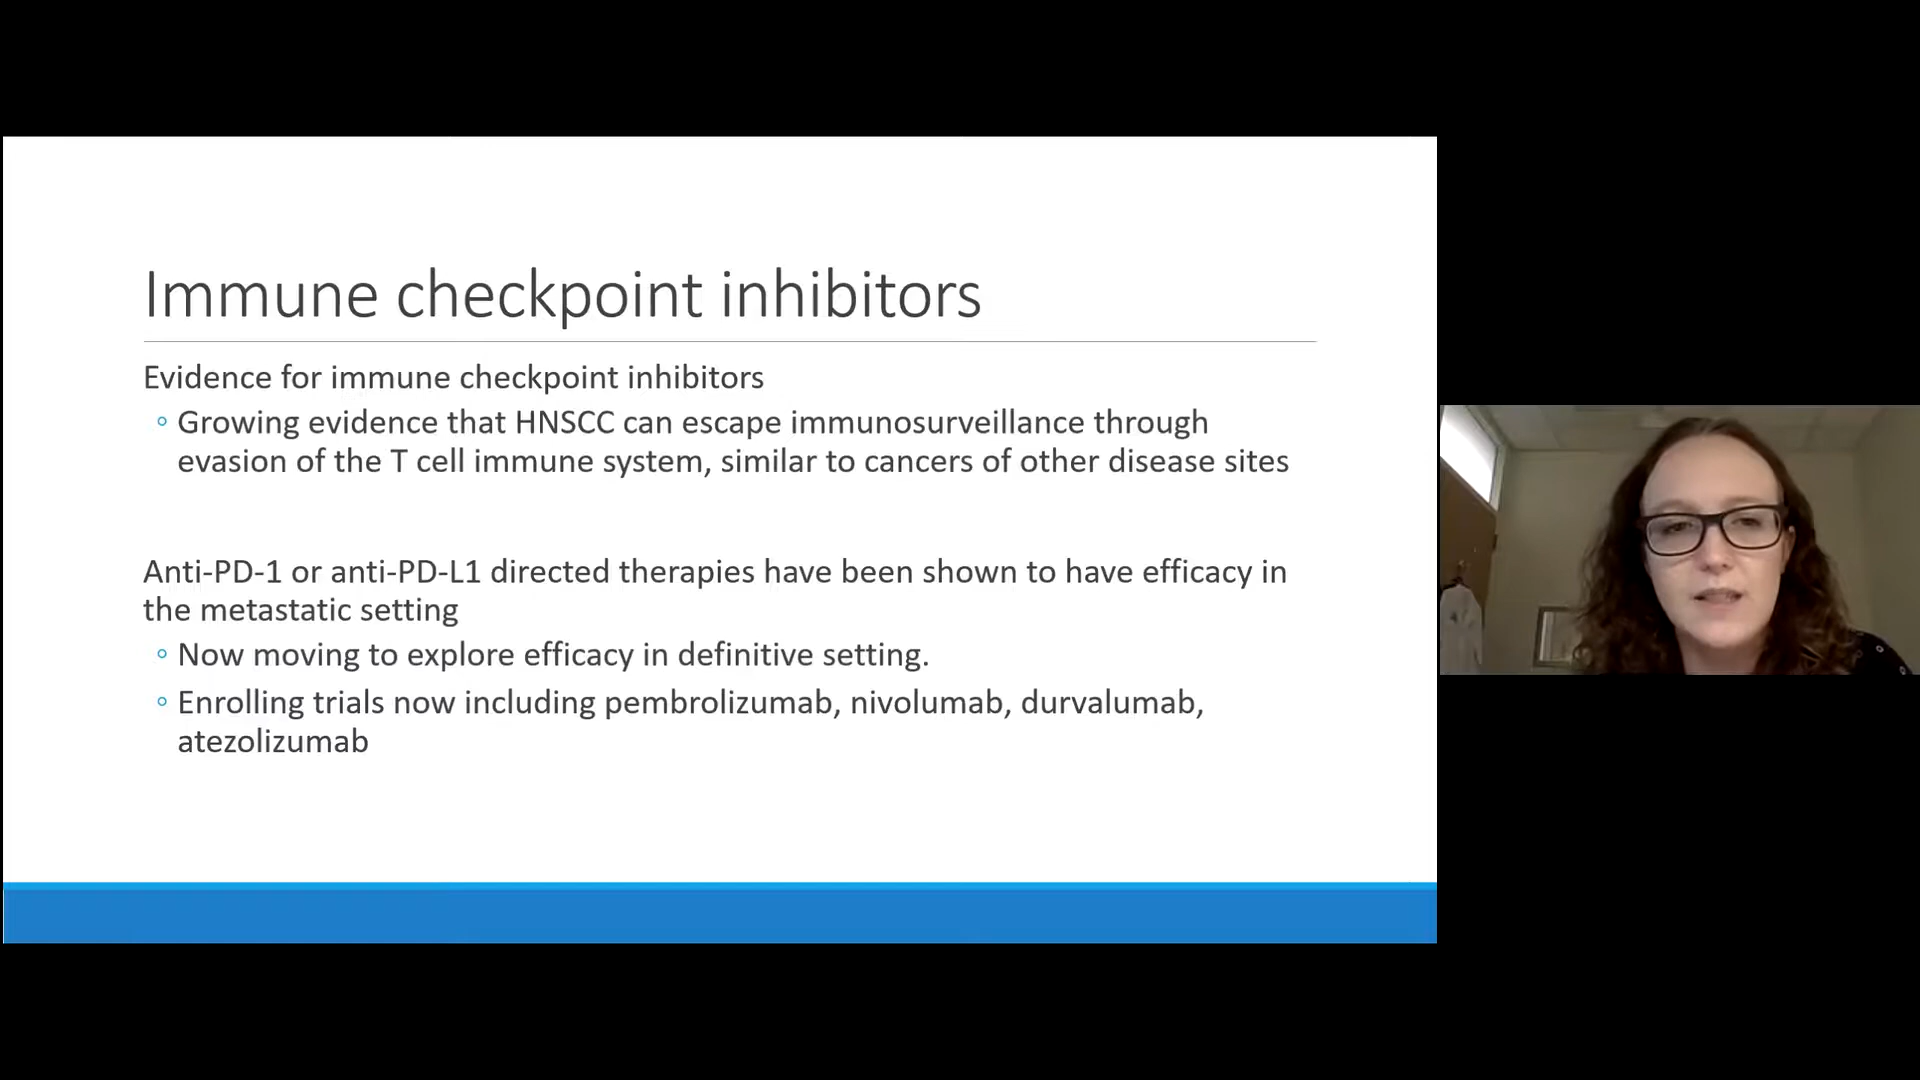 Immune checkpoint inhibitors
Evidence for immune checkpoint inhibitors
◦ Growing evidence that HNSCC can escape immunosurveillance through
evasion of the T cell immune system, similar to cancers of other disease sites
Anti-PD-1 or anti-PD-L1 directed therapies have been shown to have efficacy in
the metastatic setting
◦ Now moving to explore efficacy in definitive setting.
◦ Enrolling trials now including pembrolizumab, nivolumab, durvalumab,
atezolizumab